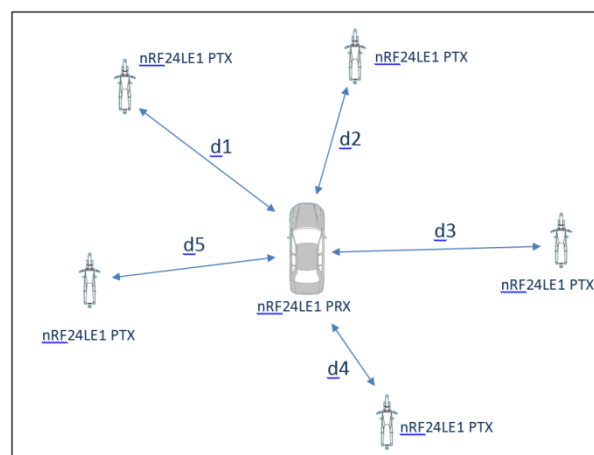 nRF24LE1 PTX
nRF24LE1 PTX
d1
d2
d3
d5
nRF24LE1 PTX
nRF24LE1 PRX
nRF24LE1 PTX
d4
nRF24LE1 PTX